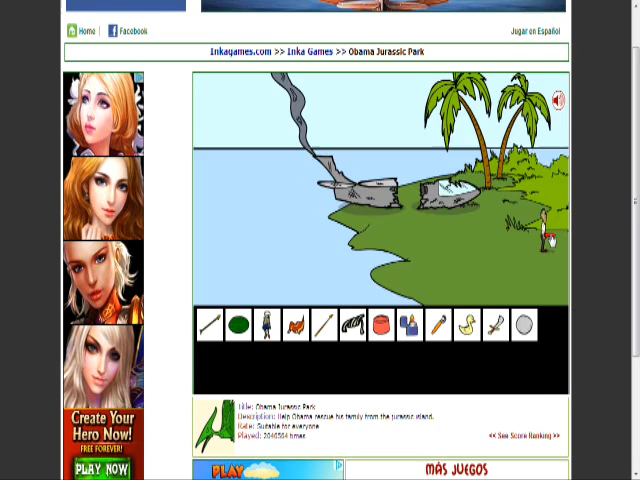 Home | Facebook
Jugar en Español
Inkagames.com >> Inka Games >> Obama Jurassic Park
Title: Obama Jurassic Park
Description: Help Obama rescue his family from the jurassic island.
Rate: Suitable for everyone
Played: 2046564 times
<< See Score Ranking >>
Create Your
Hero Now!
FREE FOREVER!
PLAY NOW
PLAY
MÁS JUEGOS